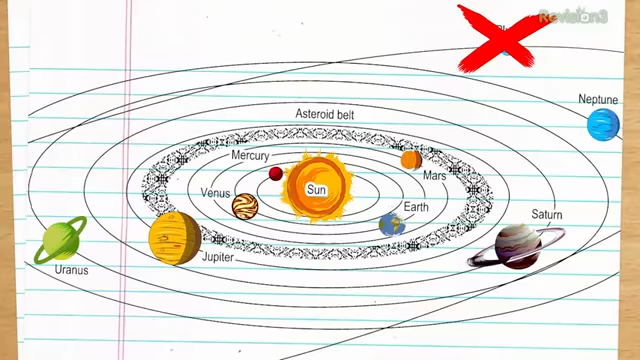 Revision3
Neptune
Asteroid belt
Mercury
Mars
Sun
Venus
Earth
Saturn
Jupiter
Uranus